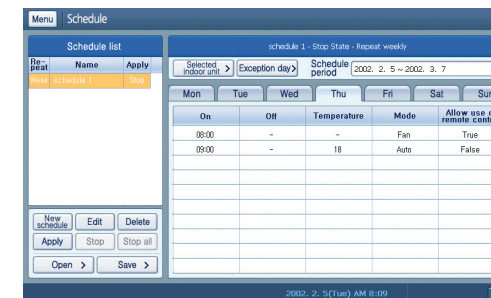 Menu Schedule
Schedule list
Re-peat Name Apply
Week schedule 1 Stop
New schedule Edit Delete
Apply Stop Stop all
Open > Save >
schedule 1 - Stop State - Repeat weekly
Selected indoor unit > Exception day> Schedule period 2002. 2. 5 ~ 2002. 3. 7
Mon Tue Wed Thu Fri Sat Sun
On Off Temperature Mode Allow use remote
08:00 - - Fan True
09:00 - 18 Auto False
2002. 2. 5(Tue) AM 8:09